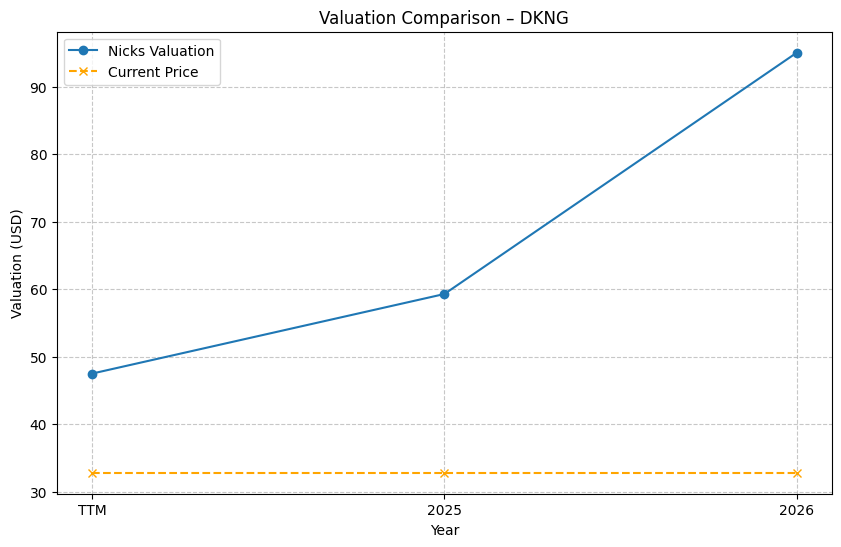 Valuation Comparison – DKNG
Nicks Valuation
Current Price
Valuation (USD)
90
80
70
60
50
40
30
TTM
2025
2026
Year